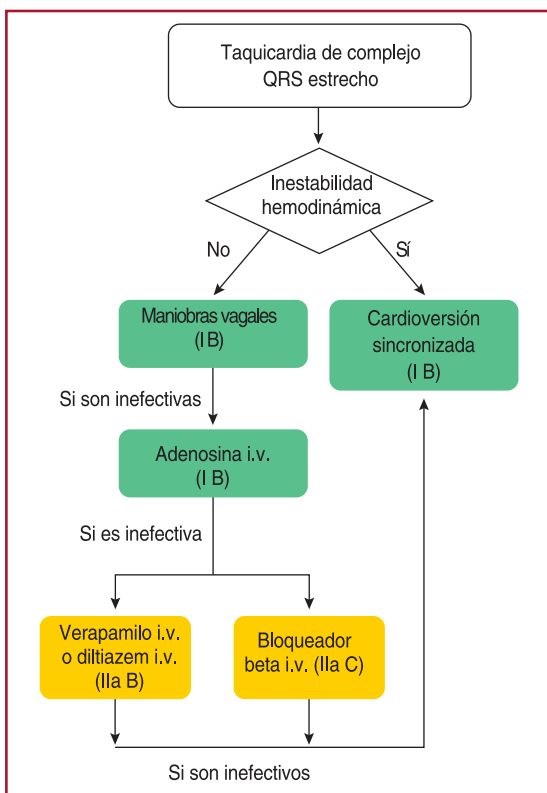 Taquicardia de complejo
QRS estrecho
Inestabilidad
hemodinámica
No
Sí
Maniobras vagales
(I B)
Cardioversión
sincronizada
(I B)
Si son inefectivas
Adenosina i.v.
(I B)
Si es inefectiva
Verapamilo i.v.
o diltiazem i.v.
(IIa B)
Bloqueador
beta i.v. (IIa C)
Si son inefectivos